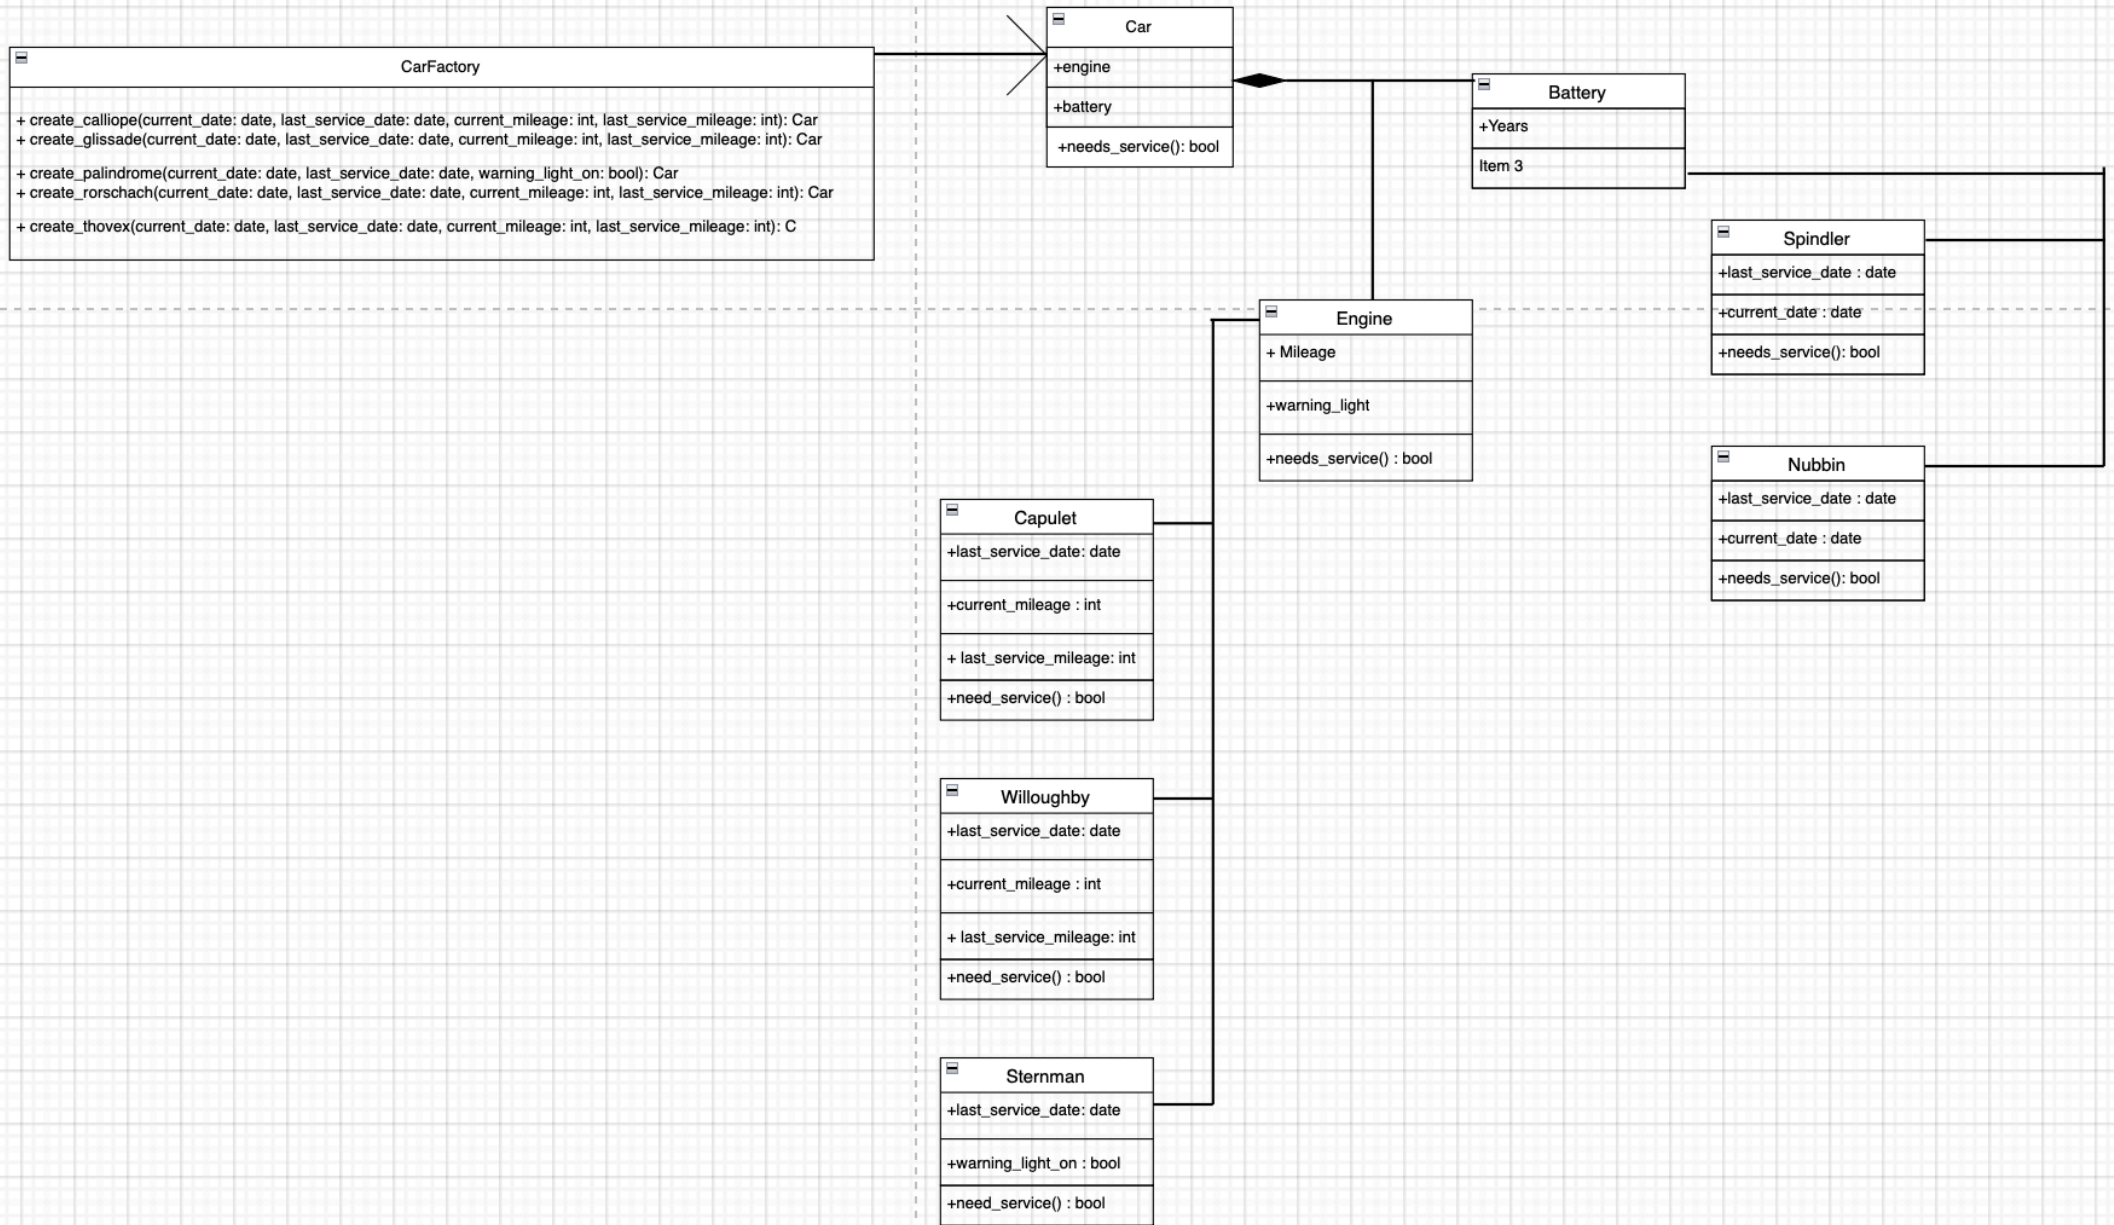 CarFactory
+ create_calliope(current_date: date, last_service_date: date, current_mileage: int, last_service_mileage: int): Car
+ create_glissade(current_date: date, last_service_date: date, current_mileage: int, last_service_mileage: int): Car
+ create_palindrome(current_date: date, last_service_date: date, warning_light_on: bool): Car
+ create_rorschach(current_date: date, last_service_date: date, current_mileage: int, last_service_mileage: int): Car
+ create_thovex(current_date: date, last_service_date: date, current_mileage: int, last_service_mileage: int): C
Car
+engine
+battery
+needs_service(): bool
Battery
+Years
Item 3
Spindler
+last_service_date : date
+current_date : date
+needs_service(): bool
Engine
+ Mileage
+warning_light
+needs_service() : bool
Nubbin
+last_service_date : date
+current_date : date
+needs_service(): bool
Capulet
+last_service_date: date
+current_mileage : int
+ last_service_mileage: int
+need_service() : bool
Willoughby
+last_service_date: date
+current_mileage : int
+ last_service_mileage: int
+need_service() : bool
Sternman
+last_service_date: date
+warning_light_on : bool
+need_service() : bool